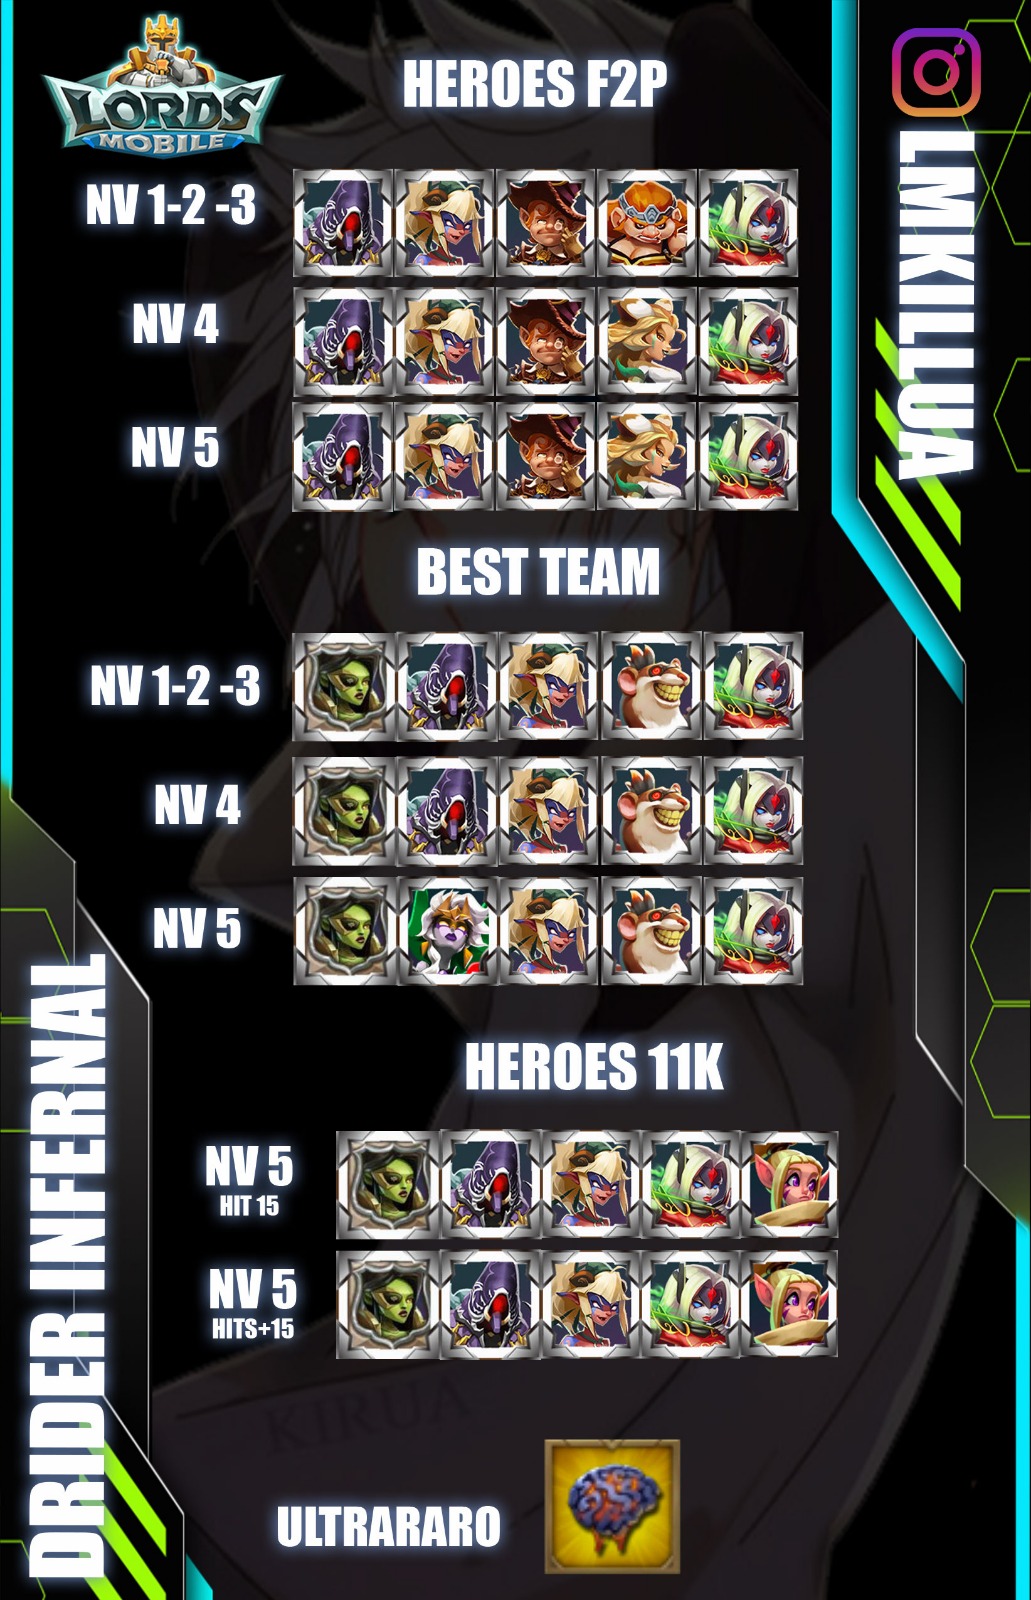 LORDS
MOBILE
HEROES F2P
NV 1-2 -3
NV 4
NV 5
BEST TEAM
NV 1-2 -3
NV 4
NV 5
HEROES 11K
NV 5
HIT 15
NV 5
HITS+15
KIRUA
ULTRARARO
LMKILLUA
DRIDER INFERNAL